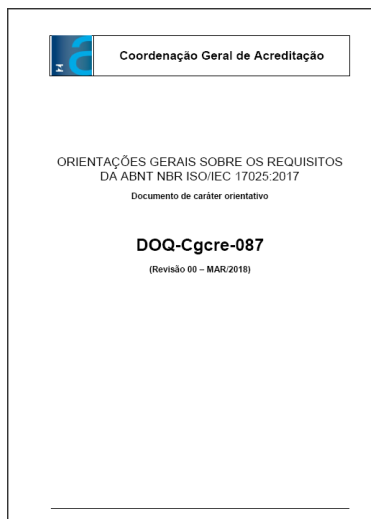 Coordenação Geral de Acreditação
ORIENTAÇÕES GERAIS SOBRE OS REQUISITOS
DA ABNT NBR ISO/IEC 17025:2017
Documento de caráter orientativo
DOQ-Cgcre-087
(Revisão 00 – MAR/2018)